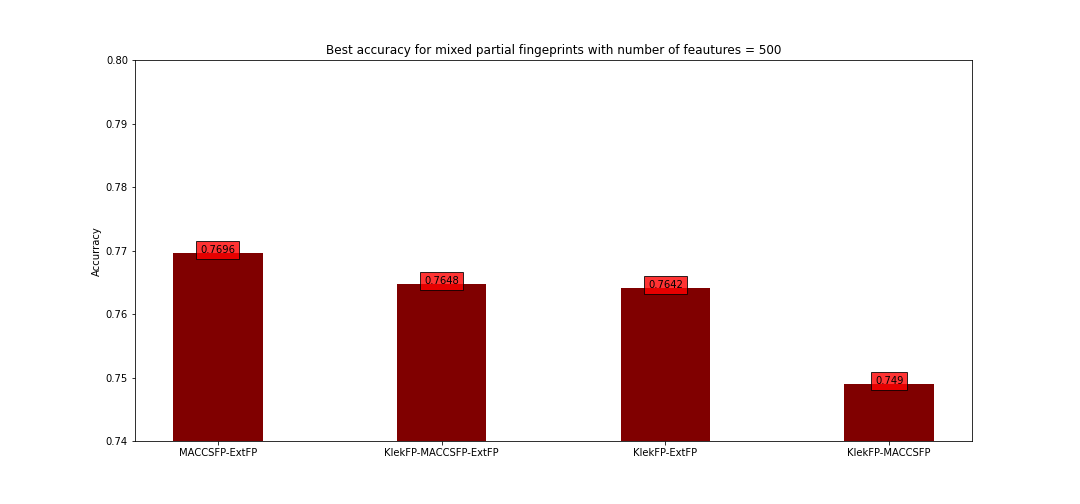 Best accuracy for mixed partial fingeprints with number of feautures = 500
0.80
0.79
0.78
0.77
0.76
0.75
0.74
Accurracy
0.7696
0.7648
0.7642
0.749
MACCSFP-ExtFP
KlekFP-MACCSFP-ExtFP
KlekFP-ExtFP
KlekFP-MACCSFP